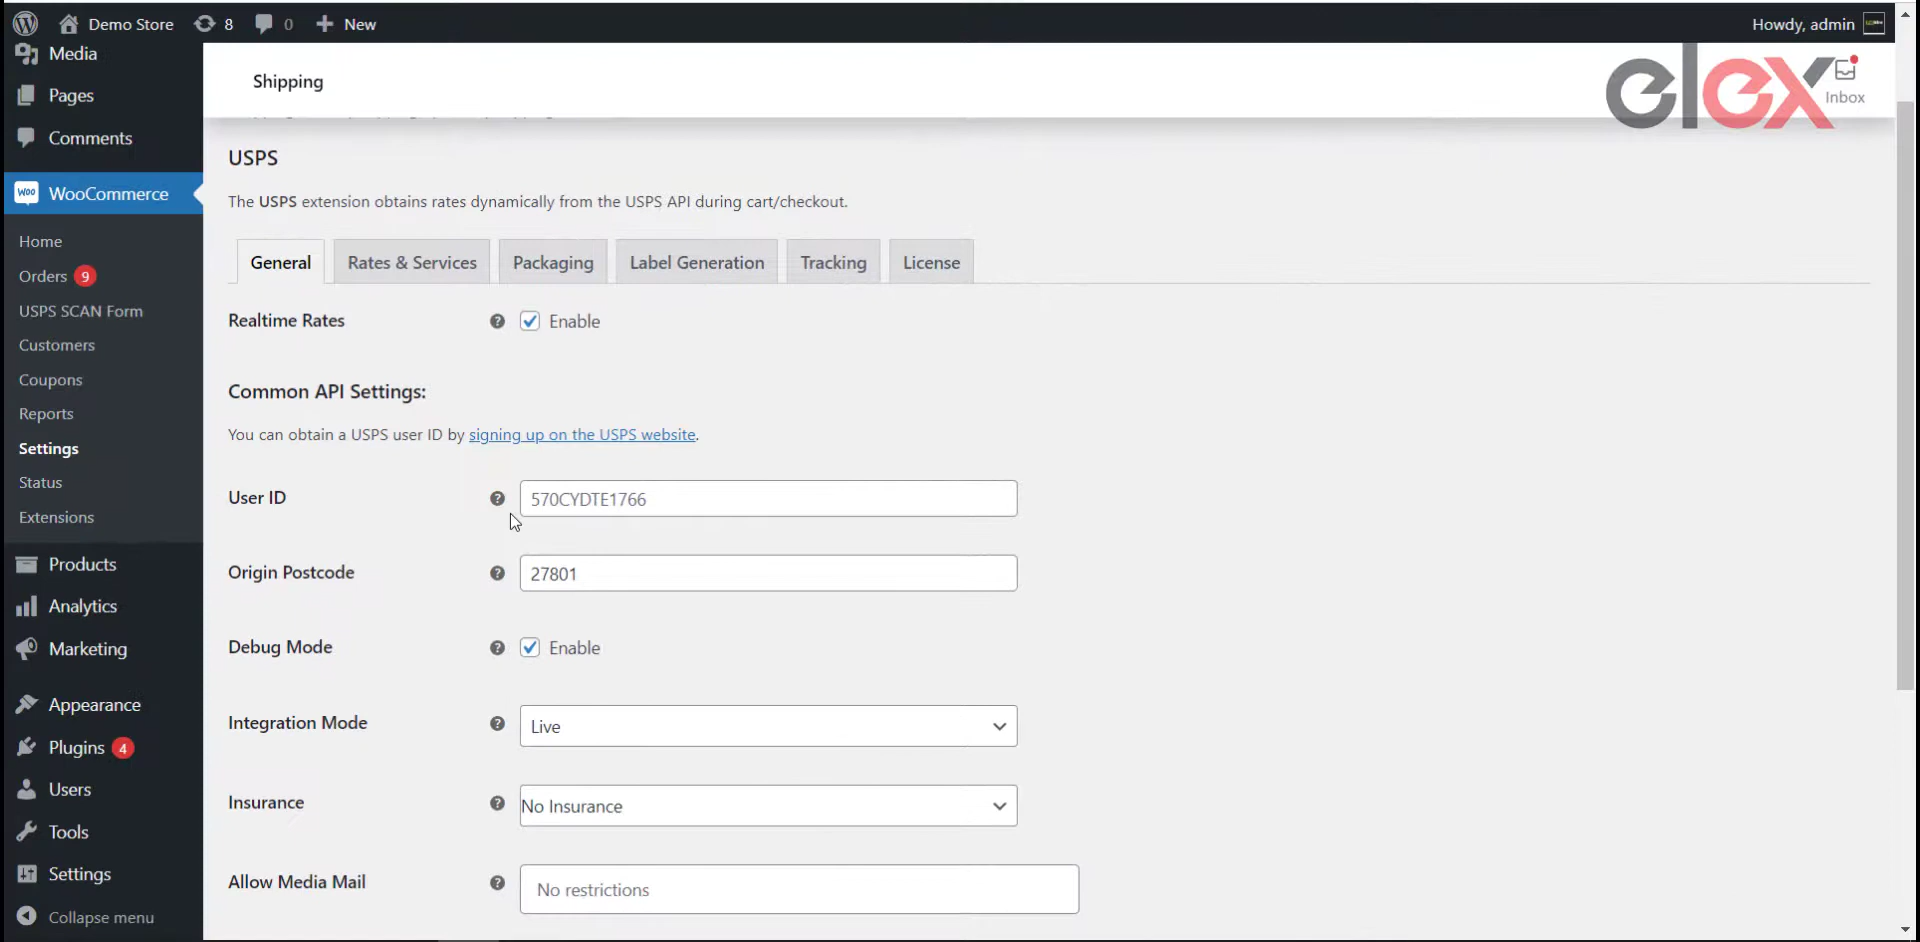 Demo Store 8 0 New Howdy, admin
Media
Pages
Comments
WooCommerce
Home
Orders 9
USPS SCAN Form
Customers
Coupons
Reports
Settings
Status
Extensions
Products
Analytics
Marketing
Appearance
Plugins 4
Users
Tools
Settings
Collapse menu
Shipping
elex
Inbox
USPS
The USPS extension obtains rates dynamically from the USPS API during cart/checkout.
General Rates & Services Packaging Label Generation Tracking License
Realtime Rates Enable
Common API Settings:
You can obtain a USPS user ID by signing up on the USPS website.
User ID 570CYDTE1766
Origin Postcode 27801
Debug Mode Enable
Integration Mode Live
Insurance No Insurance
Allow Media Mail No restrictions